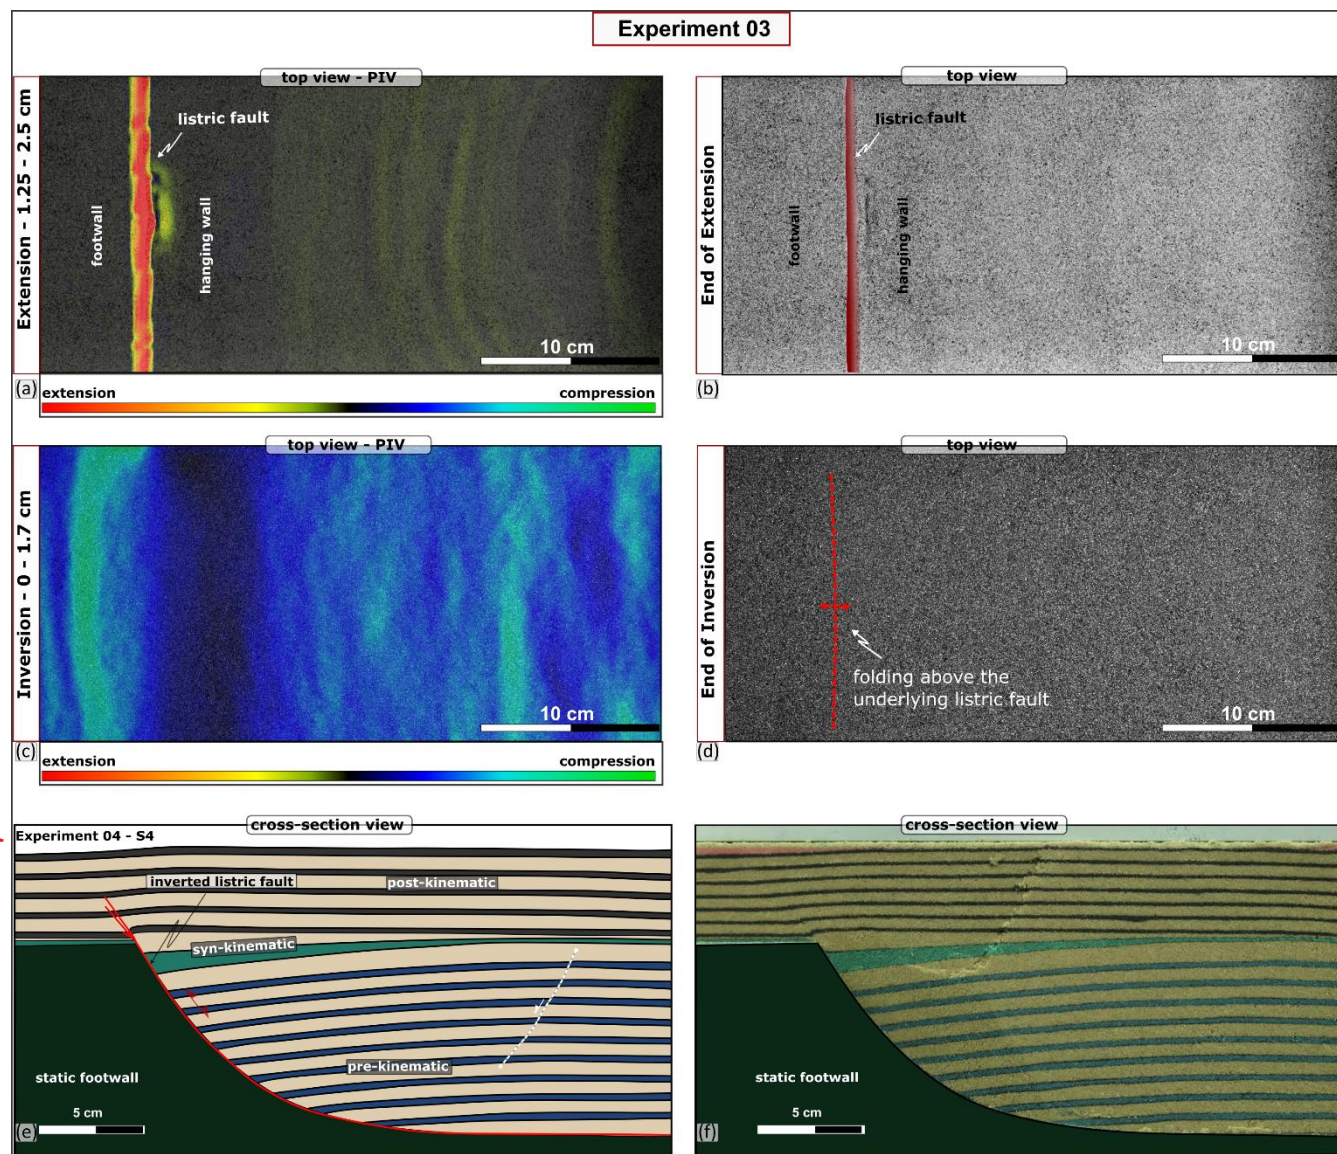 Experiment 03
top view - PIV
Extension - 1.25 - 2.5 cm
listric fault
footwall
hanging wall
10 cm
(a)
extension
compression
top view
End of Extension
listric fault
footwall
hanging wall
10 cm
(b)
top view - PIV
Inversion - 0 - 1.7 cm
10 cm
(c)
extension
compression
top view
End of Inversion
folding above the
underlying listric fault
10 cm
(d)
cross-section view
Experiment 04 - S4
inverted listric fault
post-kinematic
syn-kinematic
pre-kinematic
static footwall
5 cm
(e)
cross-section view
static footwall
5 cm
(f)